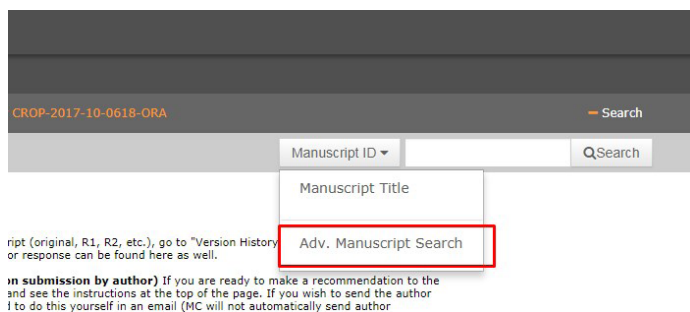 CROP-2017-10-0618-ORA
– Search
Manuscript ID
Search
Manuscript Title
Adv. Manuscript Search
ript (original, R1, R2, etc.), go to "Version History
or response can be found here as well.
on submission by author) If you are ready to make a recommendation to the
and see the instructions at the top of the page. If you wish to send the author
d to do this yourself in an email (MC will not automatically send author